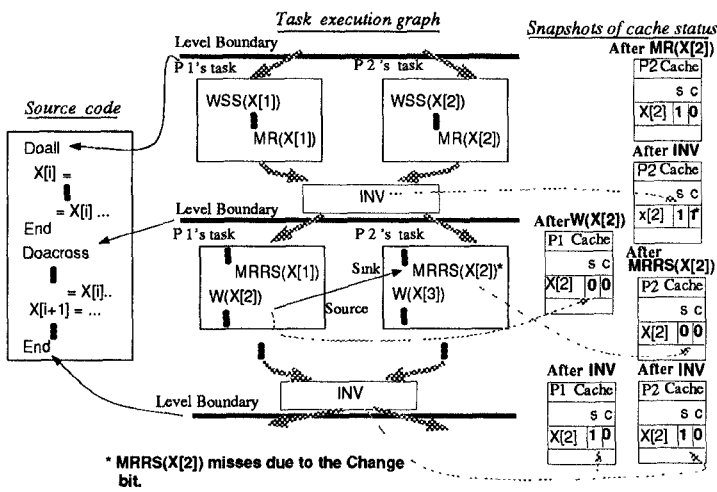 Task execution graph
Snapshots of cache status
Level Boundary
P 1's task
P 2's task
After MR(X[2])
P2 Cache
S C
X[2] 1 0
Source code
WSS(X[1])
MR(X[1])
WSS(X[2])
MR(X[2])
Doall
X[i] =
= X[i] ...
End
Doacross
= X[i]..
X[i+1] = ...
End
After INV
P2 Cache
S C
X[2] 1 1
INV
Level Boundary
P 1's task
P 2's task
MRRS(X[1])
W(X[2])
Sink
Source
MRRS(X[2])*
W(X[3])
After W(X[2])
P1 Cache
S C
X[2] 0 0
After
MRRS(X[2])
P2 Cache
S C
X[2] 0 0
INV
Level Boundary
After INV
P1 Cache
S C
X[2] 1 0
After INV
P2 Cache
S C
X[2] 1 0
* MRRS(X[2]) misses due to the Change
bit.